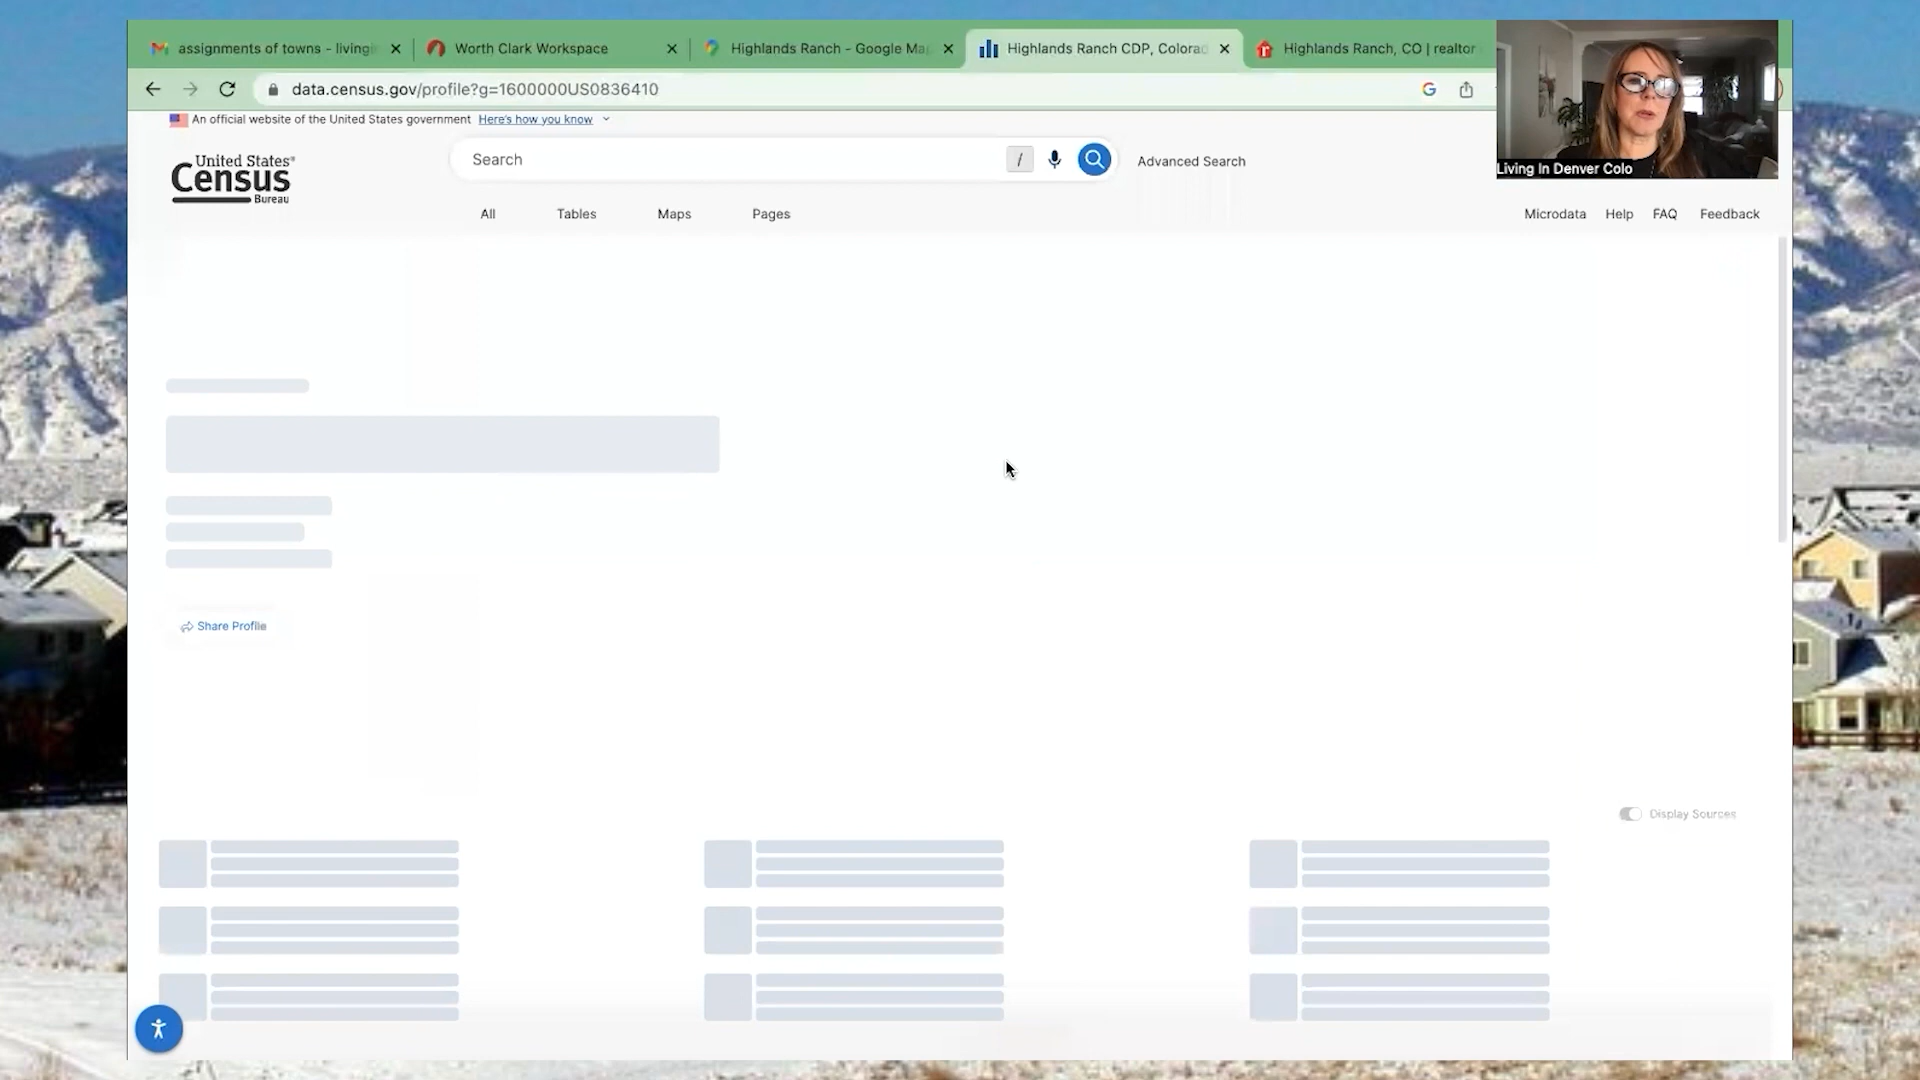 assignments of towns - living
Worth Clark Workspace
Highlands Ranch - Google Ma
Highlands Ranch CDP, Colorad
Highlands Ranch, CO | realtor
data.census.gov/profile?g=1600000US0836410
An official website of the United States government Here's how you know
United States®
Census
Bureau
Search
/
Advanced Search
Living In Denver Colo
All
Tables
Maps
Pages
Microdata
Help
FAQ
Feedback
Share Profile
Display Sources